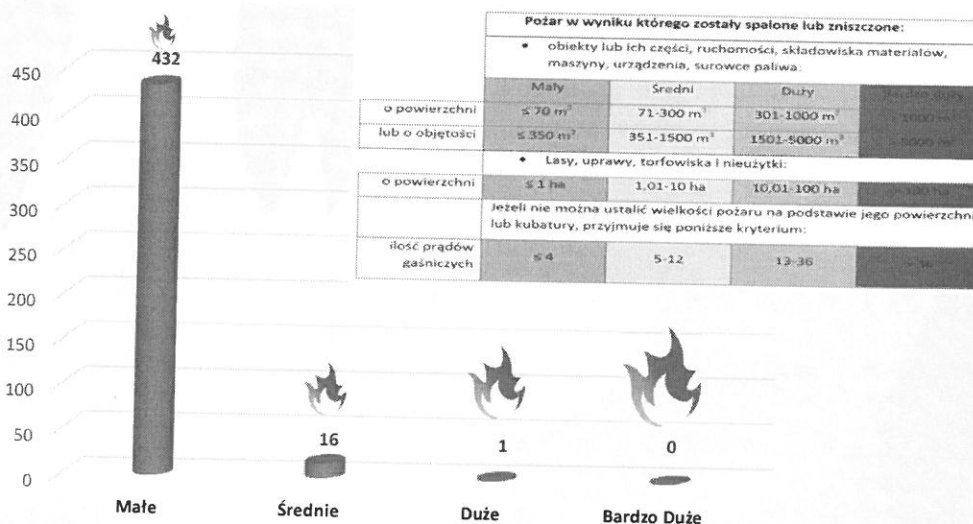 Pożar w wyniku którego zostały spalone lub zniszczone:
• obiekty lub ich części, ruchomości, składowiska materiałów,
maszyny, urządzenia, surowce paliwa:
Mały Średni Duży Bardzo duży
o powierzchni ≤ 70 m² 71-300 m² 301-1000 m²
lub o objętości ≤ 350 m³ 351-1500 m³ 1501-5000 m³
• Lasy, uprawy, torfowiska i nieużytki:
o powierzchni ≤ 1 ha 1,01-10 ha 10,01-100 ha
Jeżeli nie można ustalić wielkości pożaru na podstawie jego powierzchni
lub kubatury, przyjmuje się poniższe kryterium:
ilość prądów
gaśniczych ≤ 4 5-12 13-36
450
400
350
300
250
200
150
100
50
0
432
16
1
0
Małe Średnie Duże Bardzo Duże